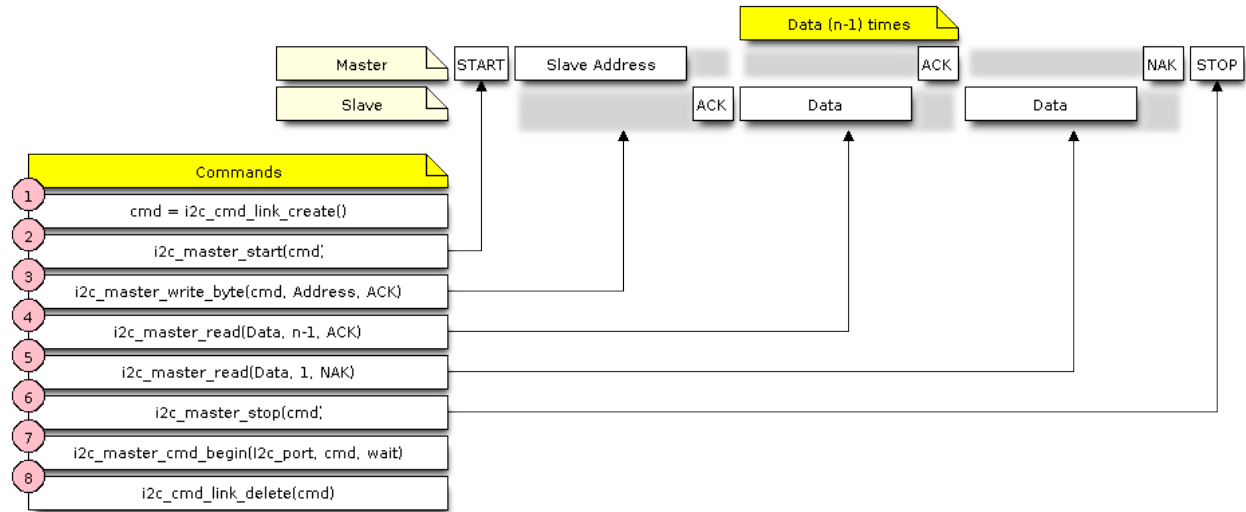 Data (n-1) times
Master START Slave Address ACK NAK STOP
Slave ACK Data Data
Commands
1 cmd = i2c_cmd_link_create()
2 i2c_master_start(cmd;
3 i2c_master_write_byte(cmd, Address, ACK)
4 i2c_master_read(Data, n-1, ACK)
5 i2c_master_read(Data, 1, NAK)
6 i2c_master_stop(cmd;
7 i2c_master_cmd_begin(I2c_port, cmd, wait)
8 i2c_cmd_link_delete(cmd)